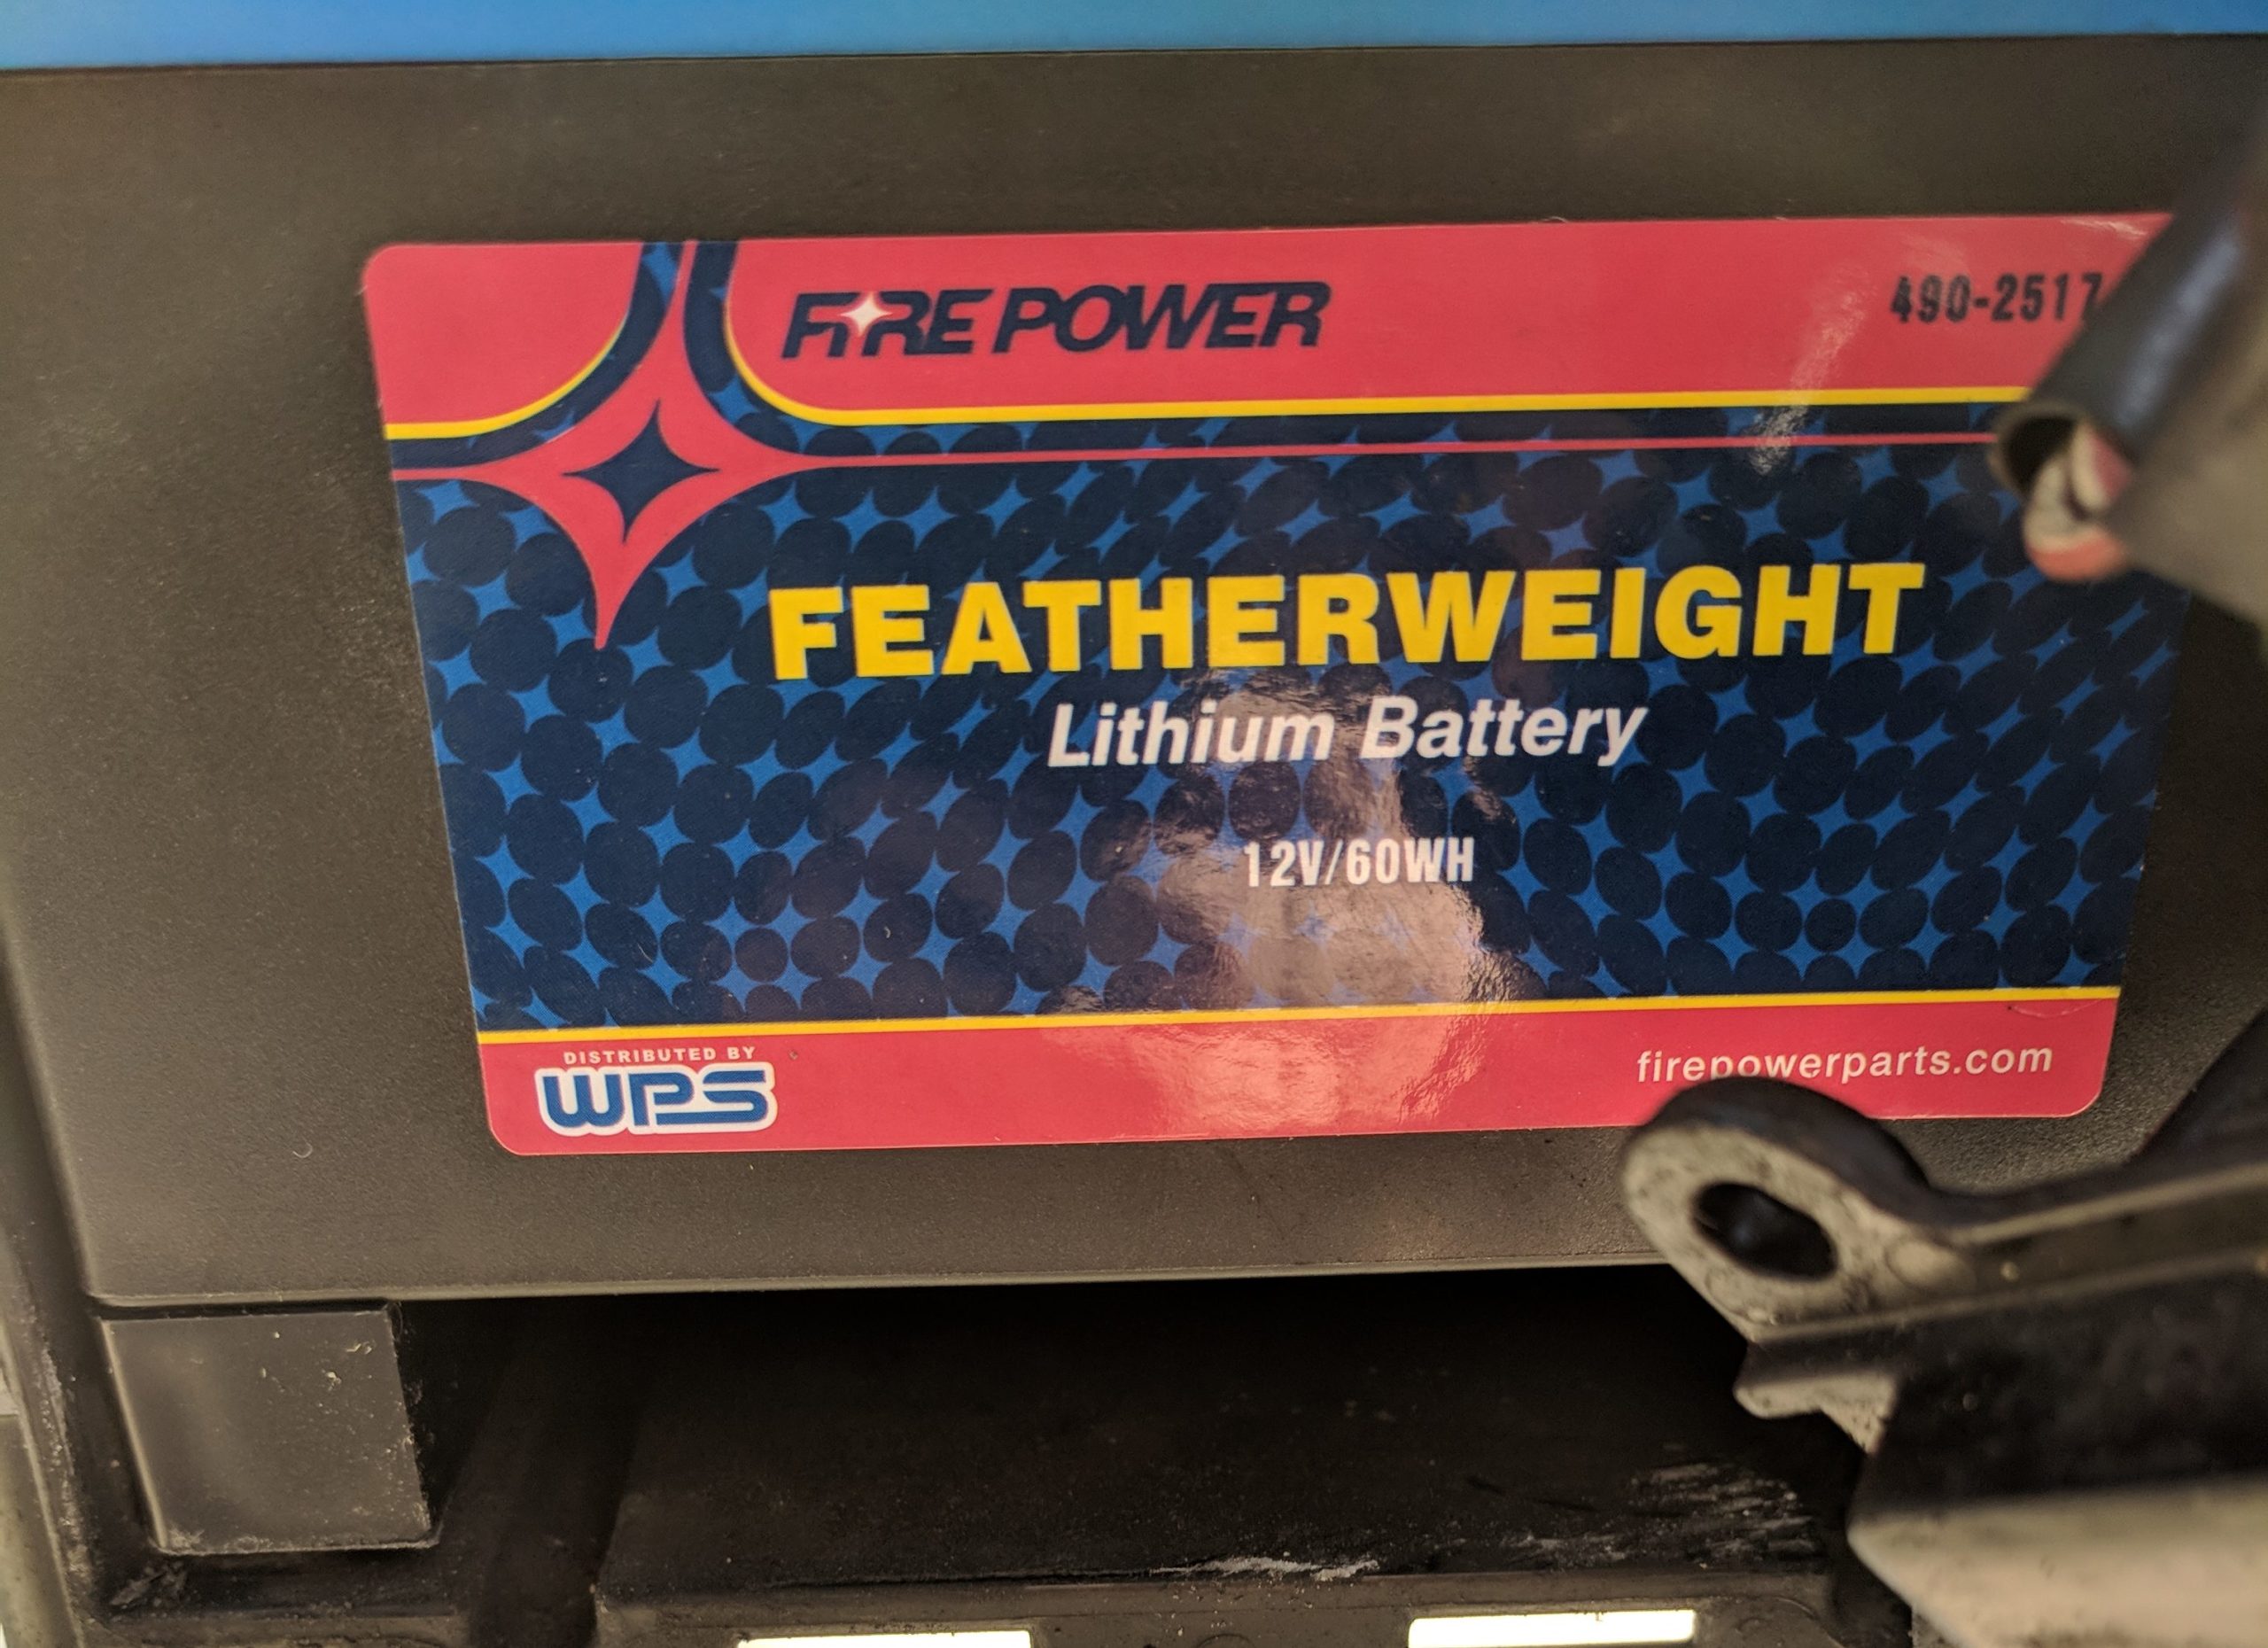 FIRE POWER
490-2517
FEATHERWEIGHT
Lithium Battery
12V/60WH
DISTRIBUTED BY
WPS
firepowerparts.com